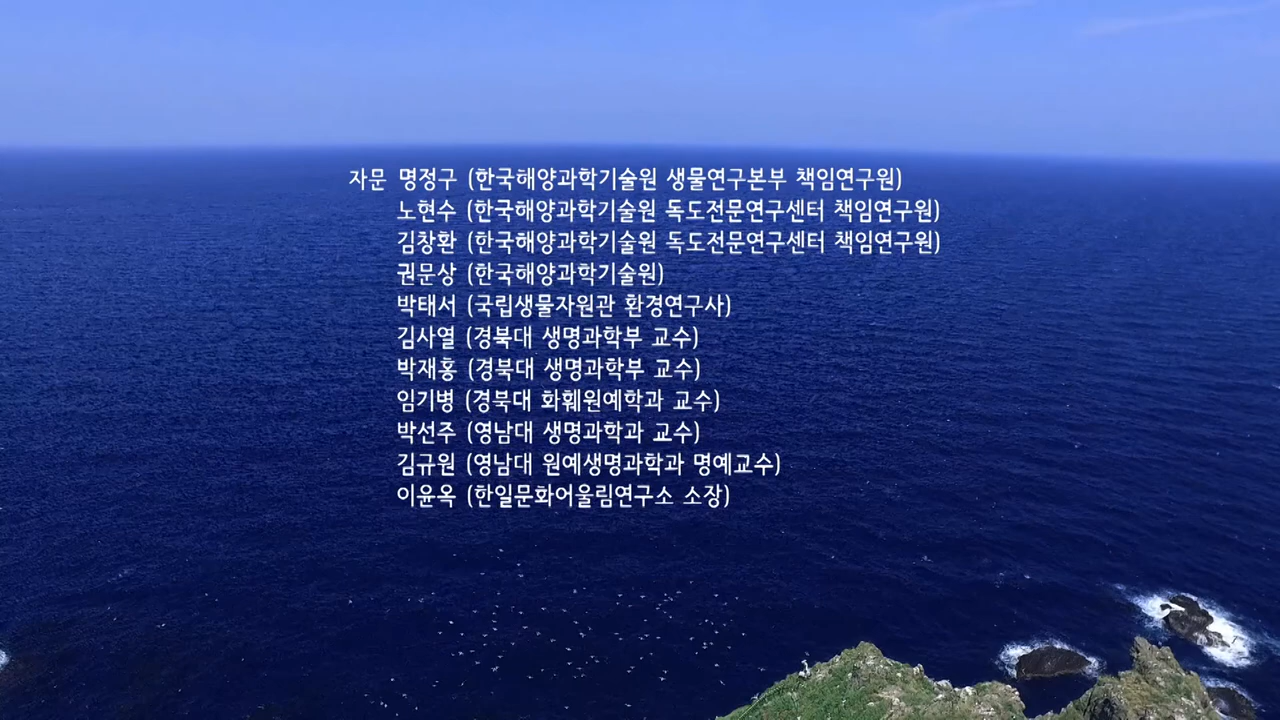 자문 명정구 (한국해양과학기술원 생물연구본부 책임연구원)
노현수 (한국해양과학기술원 독도전문연구센터 책임연구원)
김창환 (한국해양과학기술원 독도전문연구센터 책임연구원)
권문상 (한국해양과학기술원)
박태서 (국립생물자원관 환경연구사)
김사열 (경북대 생명과학부 교수)
박재홍 (경북대 생명과학부 교수)
임기병 (경북대 화훼원예학과 교수)
박선주 (영남대 생명과학과 교수)
김규원 (영남대 원예생명과학과 명예교수)
이윤옥 (한일문화어울림연구소 소장)